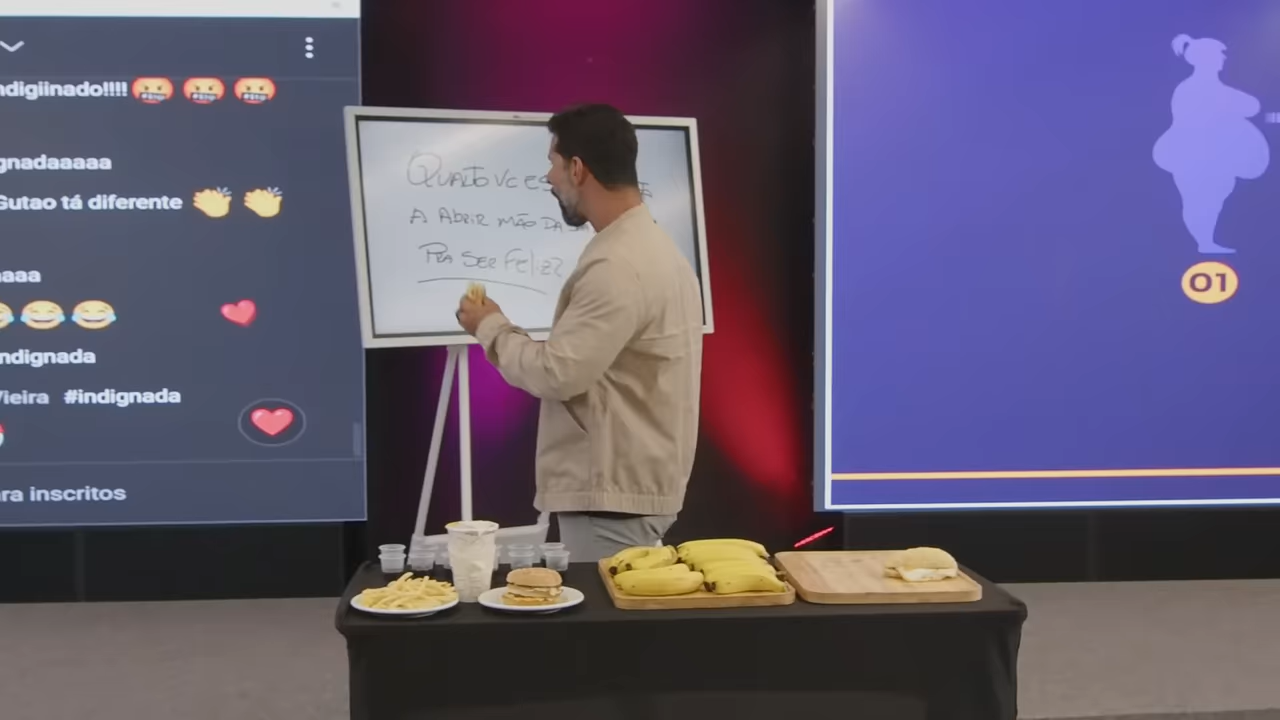 ndigiinado!!!!
gnadaaaaa
Gutao tá diferente
aaaa
ndignada
Vieira #indignada
ra inscritos
QUANTO VC ES
A ABRIR MÃO DA
PRA SER FELIZ?
01